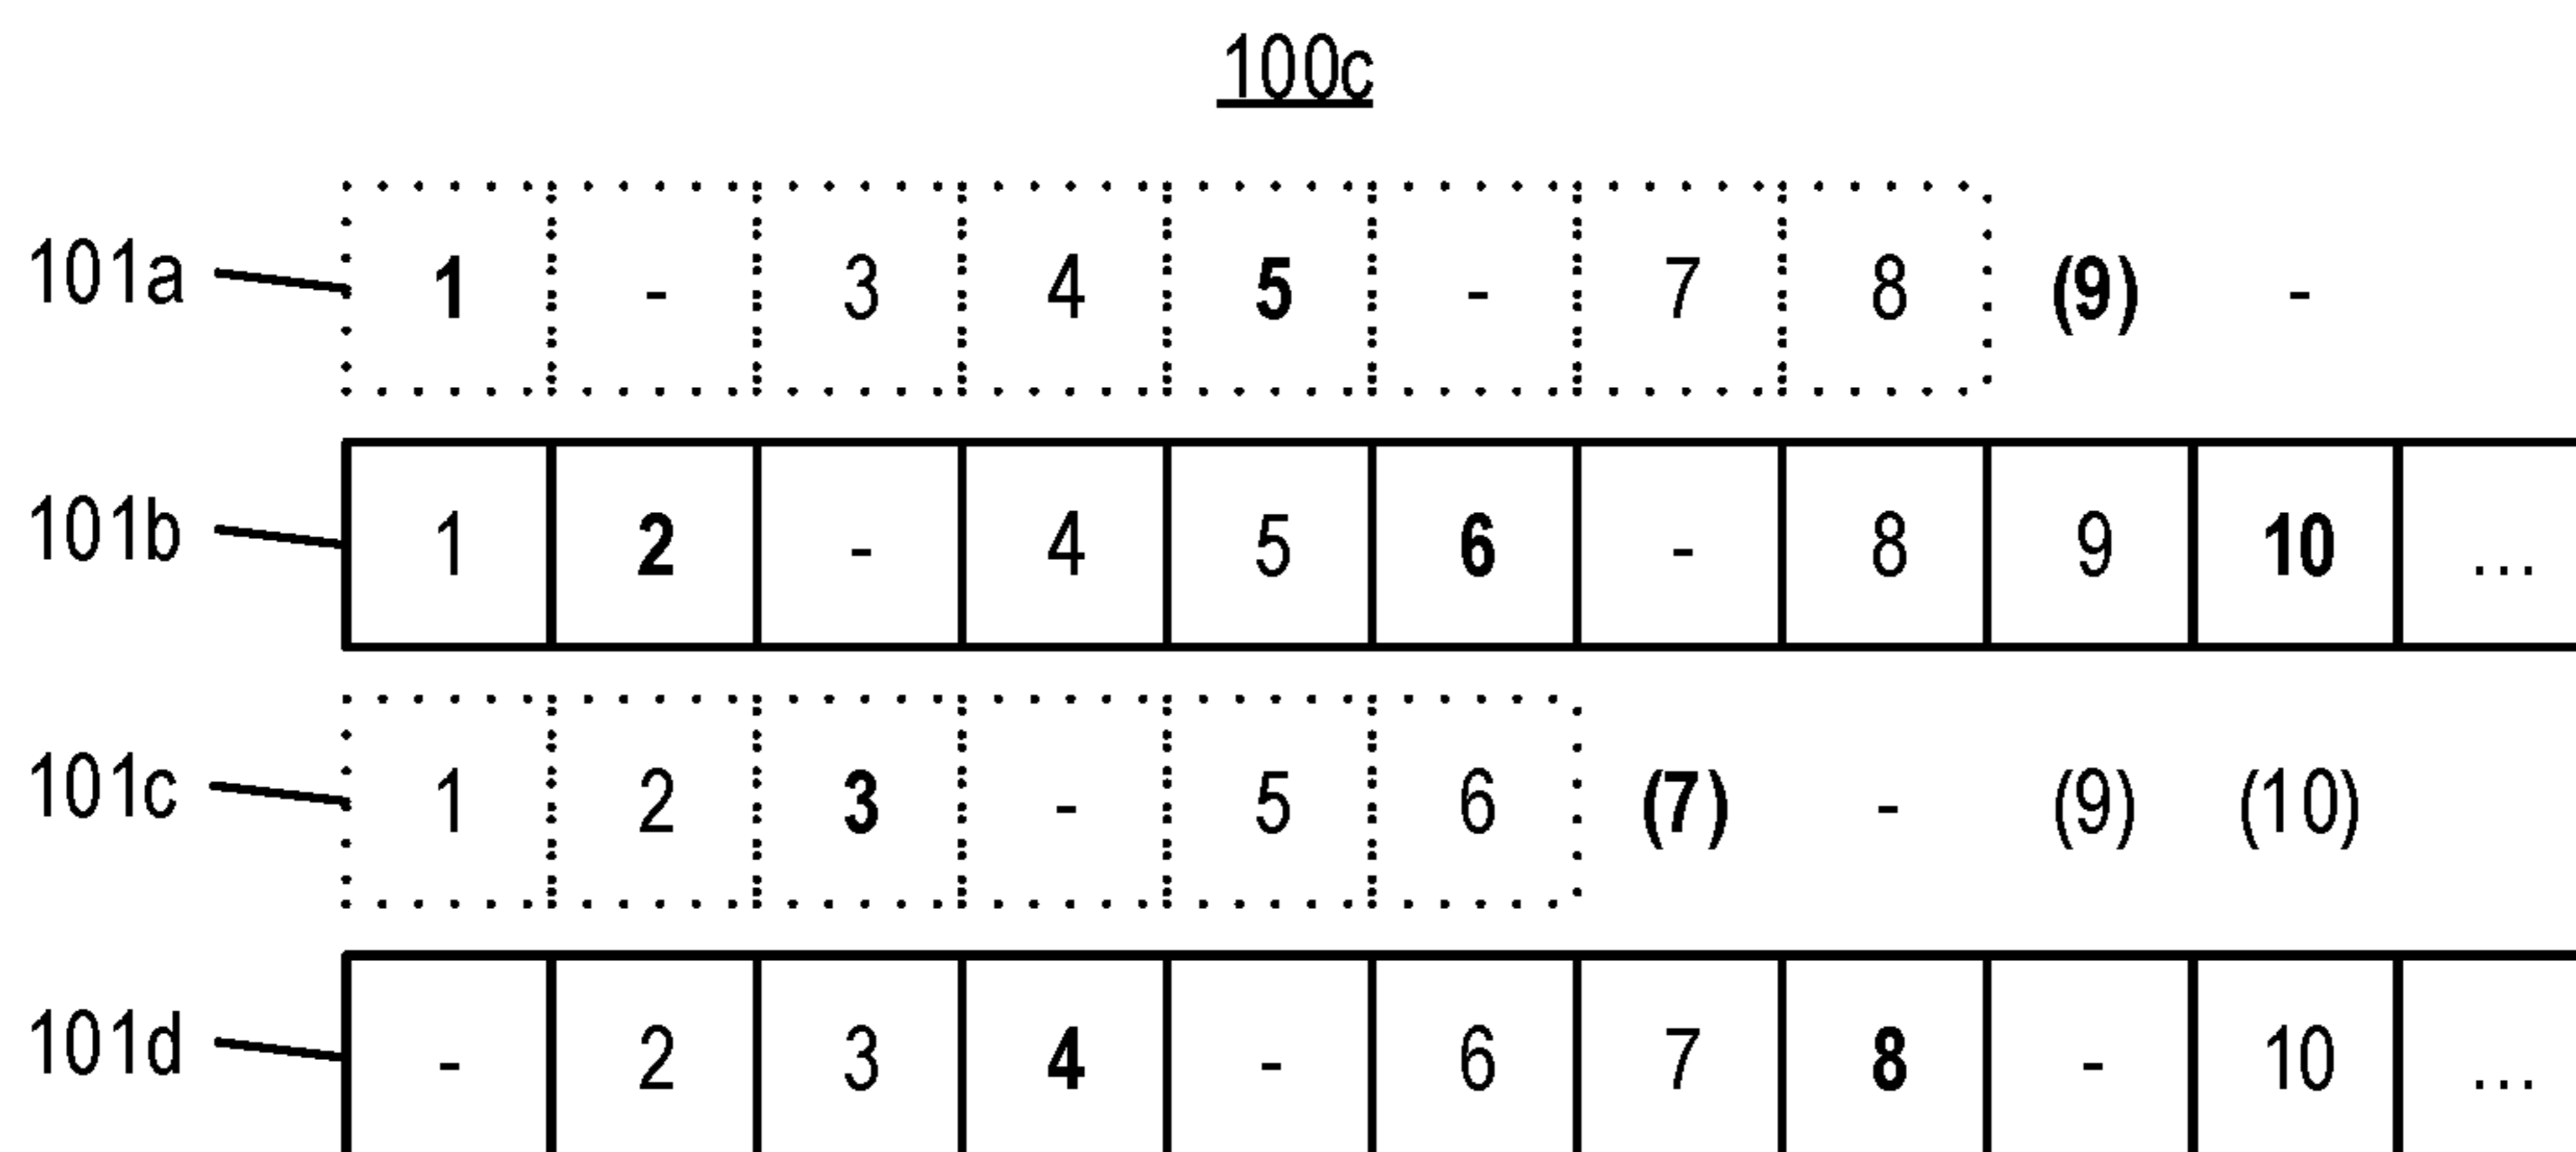 100c
101a 1 - 3 4 5 - 7 8 (9) -
101b 1 2 - 4 5 6 - 8 9 10 ...
101c 1 2 3 - 5 6 (7) - (9) (10)
101d - 2 3 4 - 6 7 8 - 10 ...